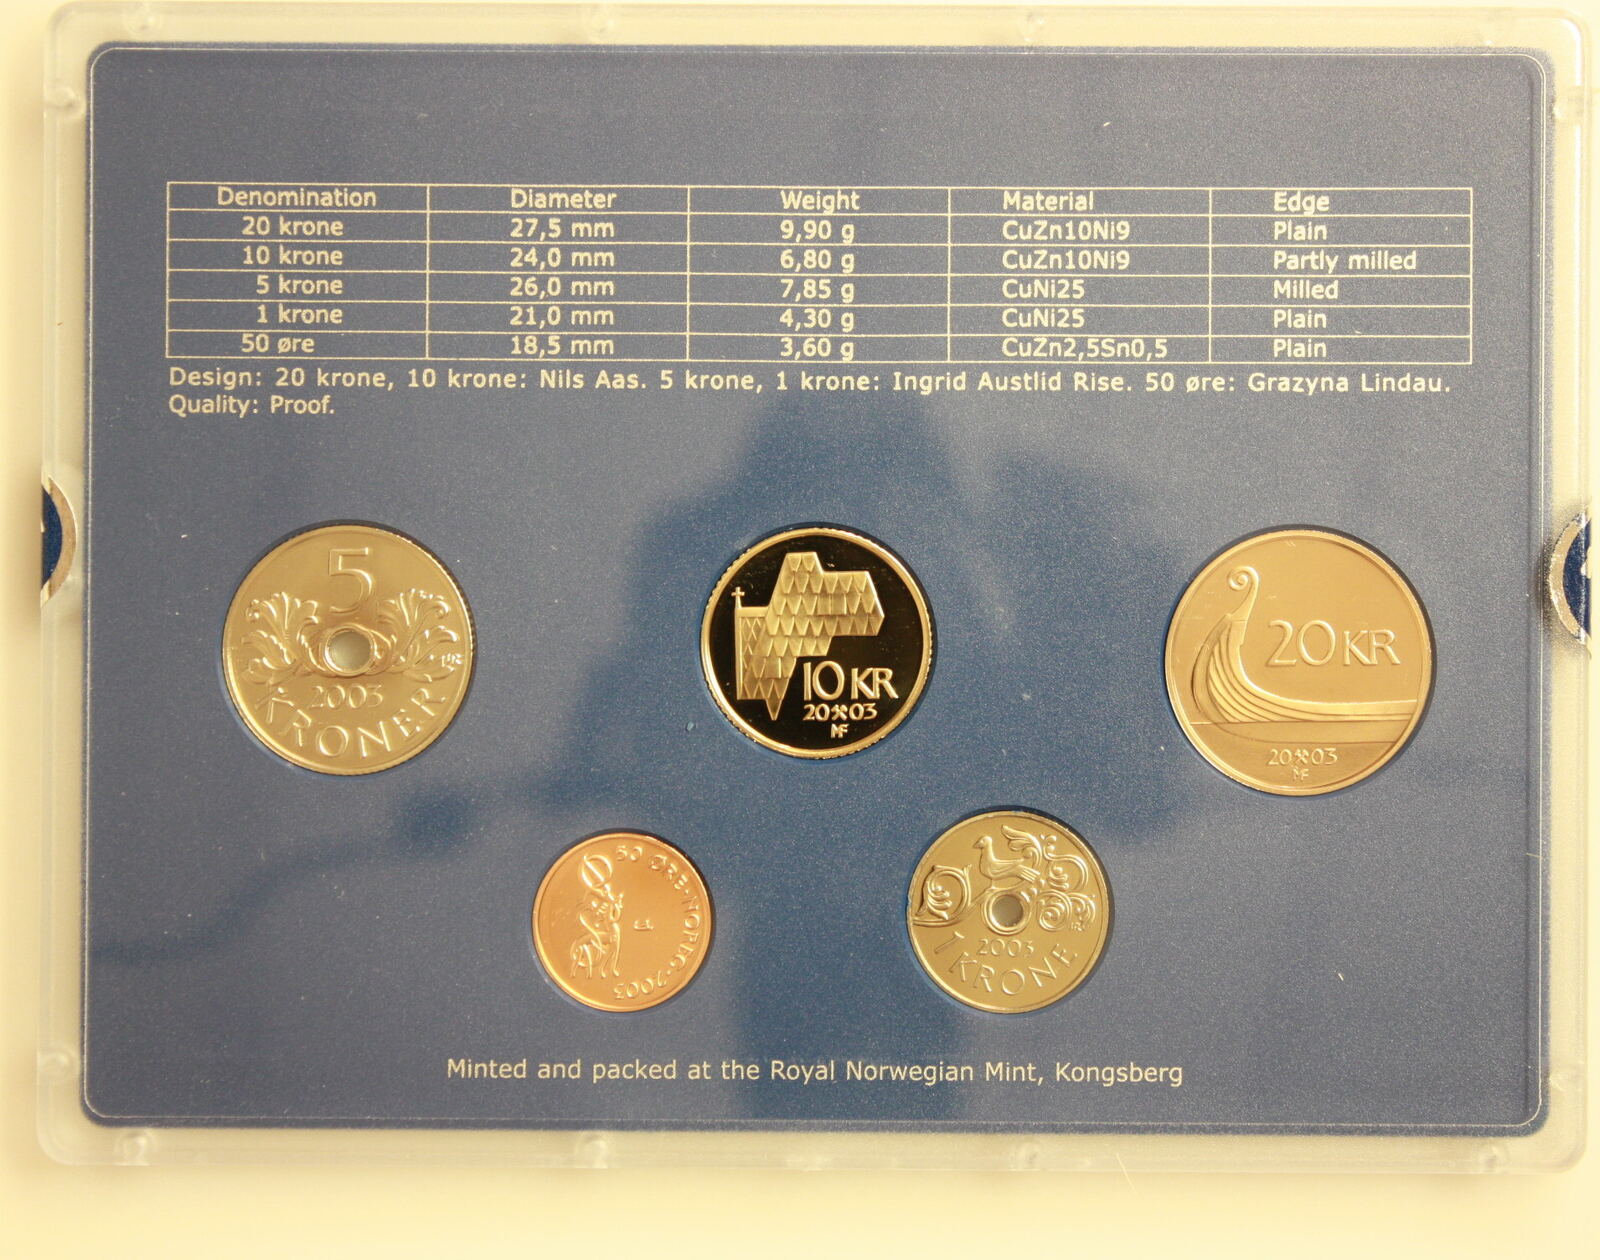 Denomination Diameter Weight Material Edge
20 krone 27,5 mm 9,90 g CuZn10Ni9 Plain
10 krone 24,0 mm 6,80 g CuZn10Ni9 Partly milled
5 krone 26,0 mm 7,85 g CuNi25 Milled
1 krone 21,0 mm 4,30 g CuNi25 Plain
50 øre 18,5 mm 3,60 g CuZn2,5Sn0,5 Plain
Design: 20 krone, 10 krone: Nils Aas. 5 krone, 1 krone: Ingrid Austlid Rise. 50 øre: Grazyna Lindau.
Quality: Proof.
5
2003
KRONER
10 KR
20 03
20 KR
20 03
50 ØRE·NOREG·2003
2003
1 KRONE
Minted and packed at the Royal Norwegian Mint, Kongsberg